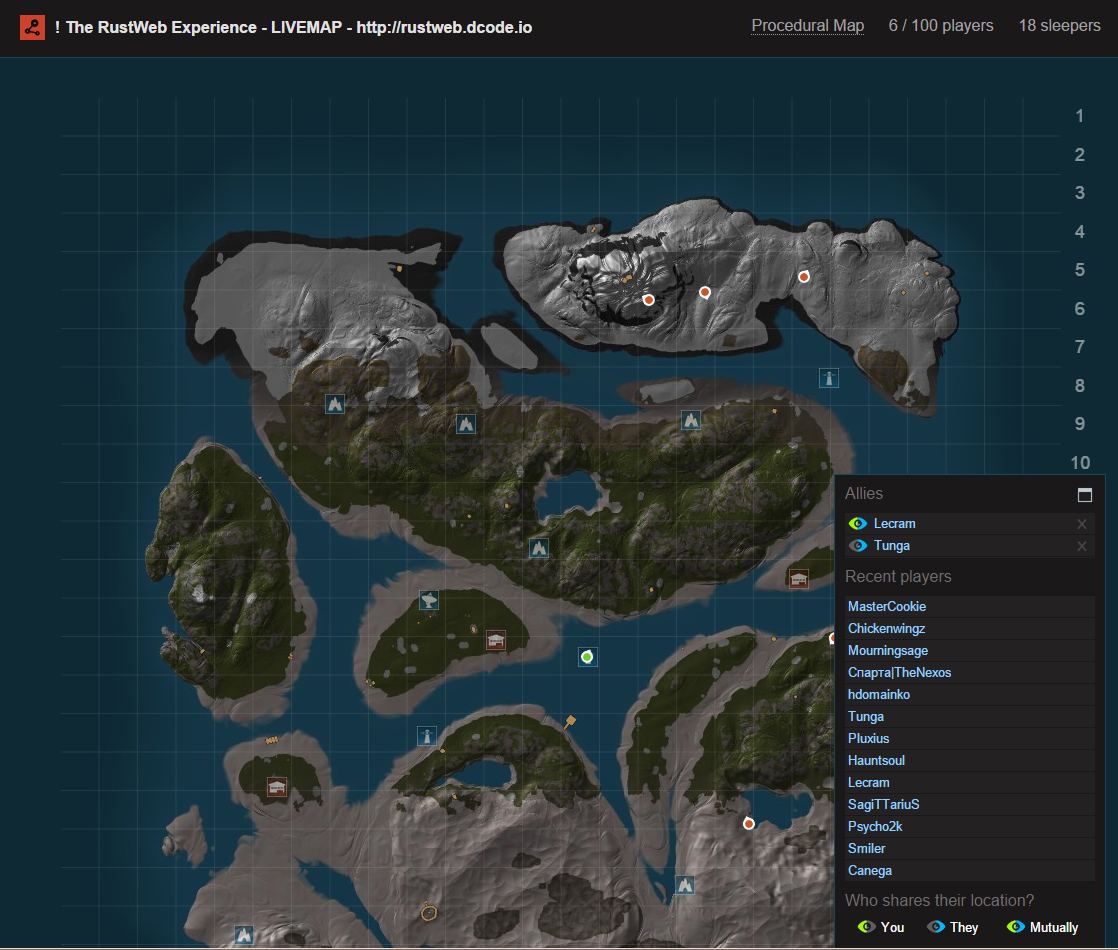 ! The RustWeb Experience - LIVEMAP - http://rustweb.dcode.io
Procedural Map 6 / 100 players 18 sleepers
1
2
3
4
5
6
7
8
9
10
Allies
Lecram X
Tunga X
Recent players
MasterCookie
Chickenwingz
Mourningsage
Cnapra|TheNexos
hdomainko
Tunga
Pluxius
Hauntsoul
Lecram
SagiTTariuS
Psycho2k
Smiler
Canega
Who shares their location?
You They Mutually